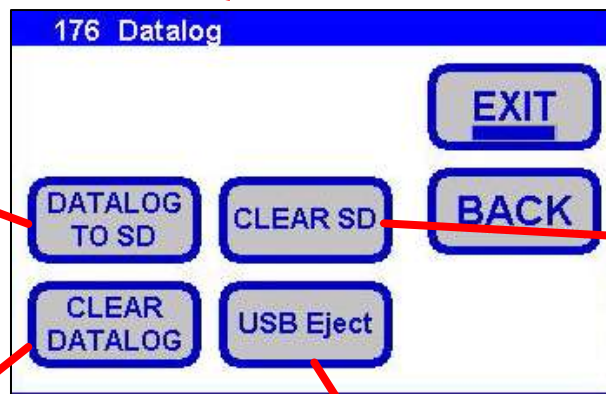 176 Datalog
EXIT
DATALOG
TO SD
CLEAR SD
BACK
CLEAR
DATALOG
USB Eject